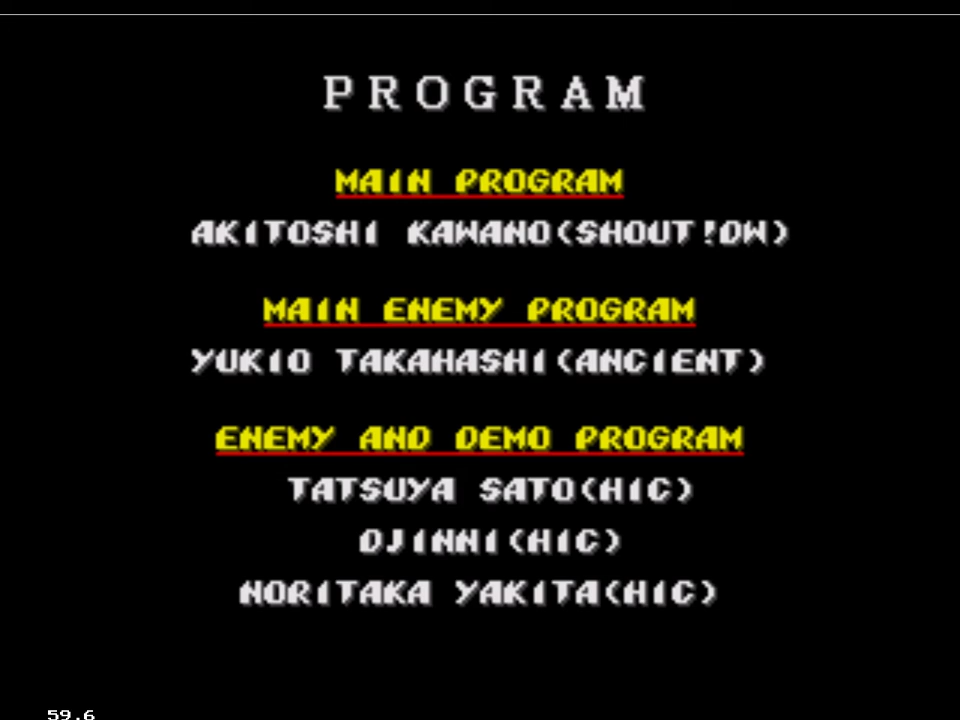 PROGRAM
MAIN PROGRAM
AKITOSHI KAWANO(SHOUT!DW)
MAIN ENEMY PROGRAM
YUKIO TAKAHASHI(ANCIENT)
ENEMY AND DEMO PROGRAM
TATSUYA SATO(HIC)
DJINNI(HIC)
NORITAKA YAKITA(HIC)
59.6